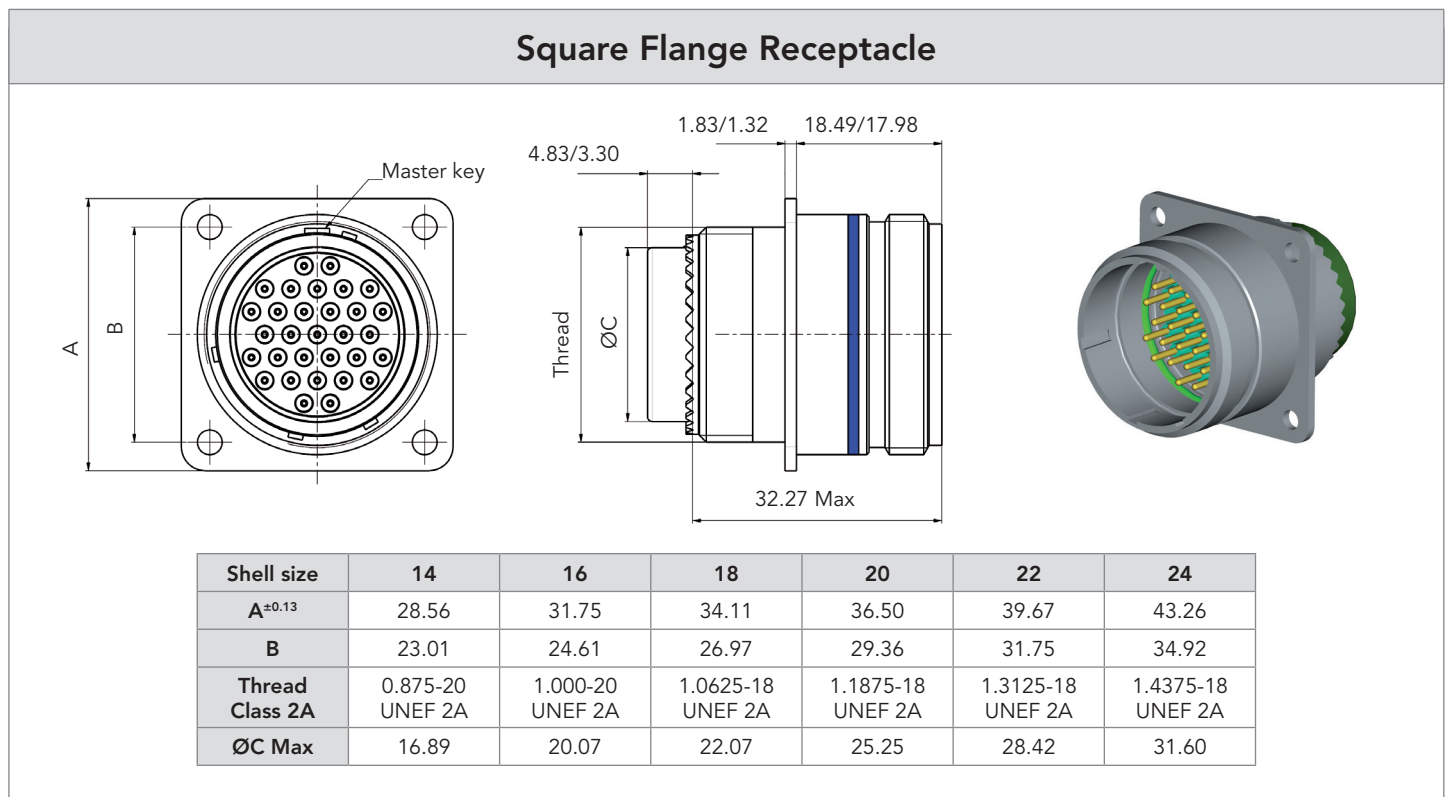 Square Flange Receptacle
1.83/1.32 18.49/17.98
4.83/3.30
Master key
A
B
Thread
ØC
32.27 Max
Shell size 14 16 18 20 22 24
A±0.13 28.56 31.75 34.11 36.50 39.67 43.26
B 23.01 24.61 26.97 29.36 31.75 34.92
Thread 0.875-20 1.000-20 1.0625-18 1.1875-18 1.3125-18 1.4375-18
Class 2A UNEF 2A UNEF 2A UNEF 2A UNEF 2A UNEF 2A UNEF 2A
ØC Max 16.89 20.07 22.07 25.25 28.42 31.60